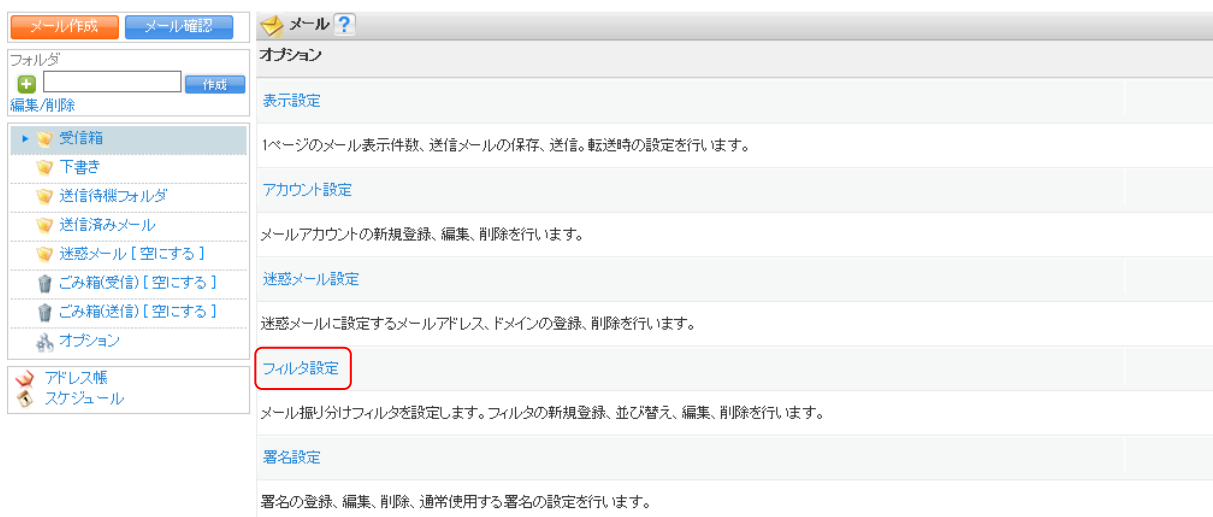 メール作成 メール確認
フォルダ
作成
編集/削除
受信箱
下書き
送信待機フォルダ
送信済みメール
迷惑メール [ 空にする ]
ごみ箱(受信) [ 空にする ]
ごみ箱(送信) [ 空にする ]
オプション
アドレス帳
スケジュール
メール ?
オプション
表示設定
1ページのメール表示件数、送信メールの保存、送信。転送時の設定を行います。
アカウント設定
メールアカウントの新規登録、編集、削除を行います。
迷惑メール設定
迷惑メールに設定するメールアドレス、ドメインの登録、削除を行います。
フィルタ設定
メール振り分けフィルタを設定します。フィルタの新規登録、並び替え、編集、削除を行います。
署名設定
署名の登録、編集、削除、通常使用する署名の設定を行います。